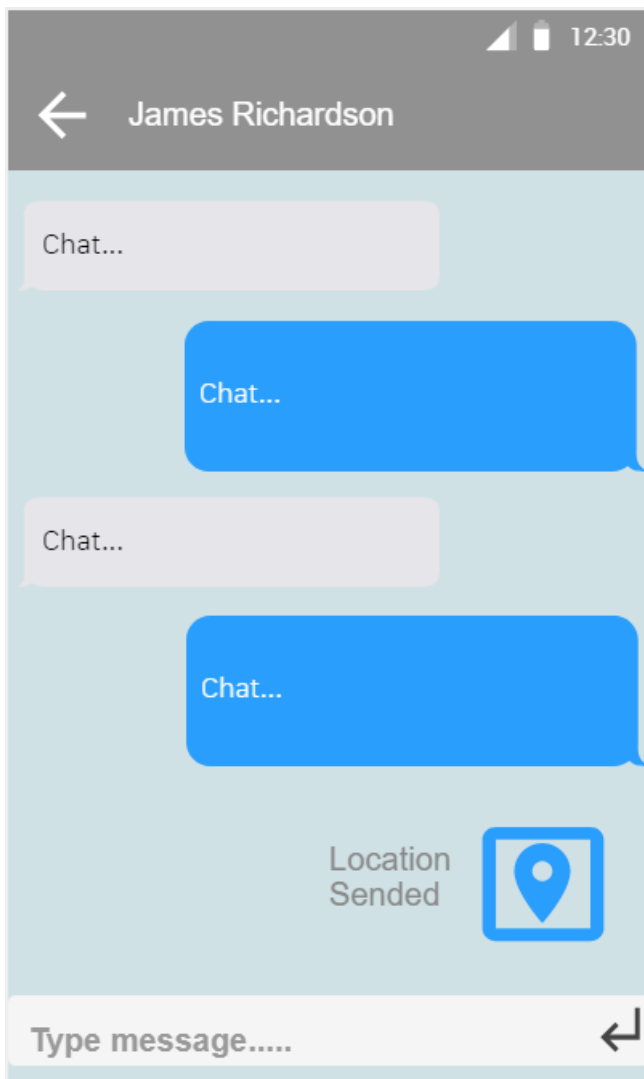 12:30
James Richardson
Chat...
Chat...
Chat...
Chat...
Location
Sended
Type message.....